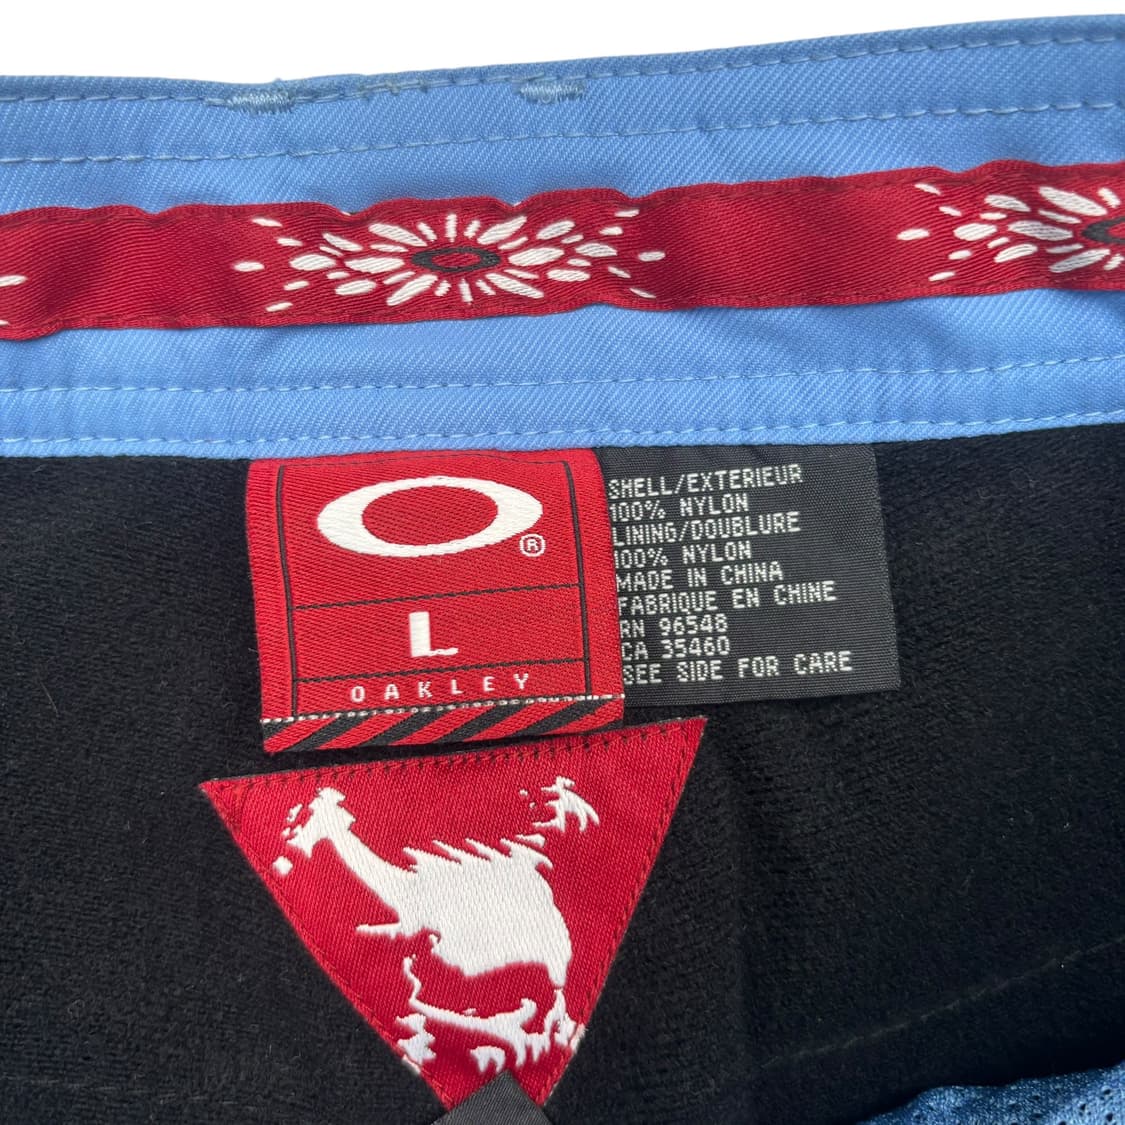 ®
L
OAKLEY
SHELL/EXTERIEUR
100% NYLON
LINING/DOUBLURE
100% NYLON
MADE IN CHINA
FABRIQUE EN CHINE
RN 96548
CA 35460
SEE SIDE FOR CARE